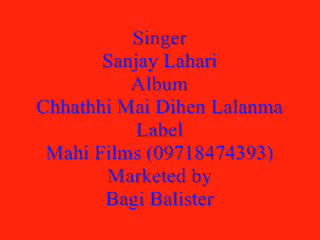 Singer
Sanjay Lahari
Album
Chhathhi Mai Dihen Lalanma
Label
Mahi Films (09718474393)
Marketed by
Bagi Balister